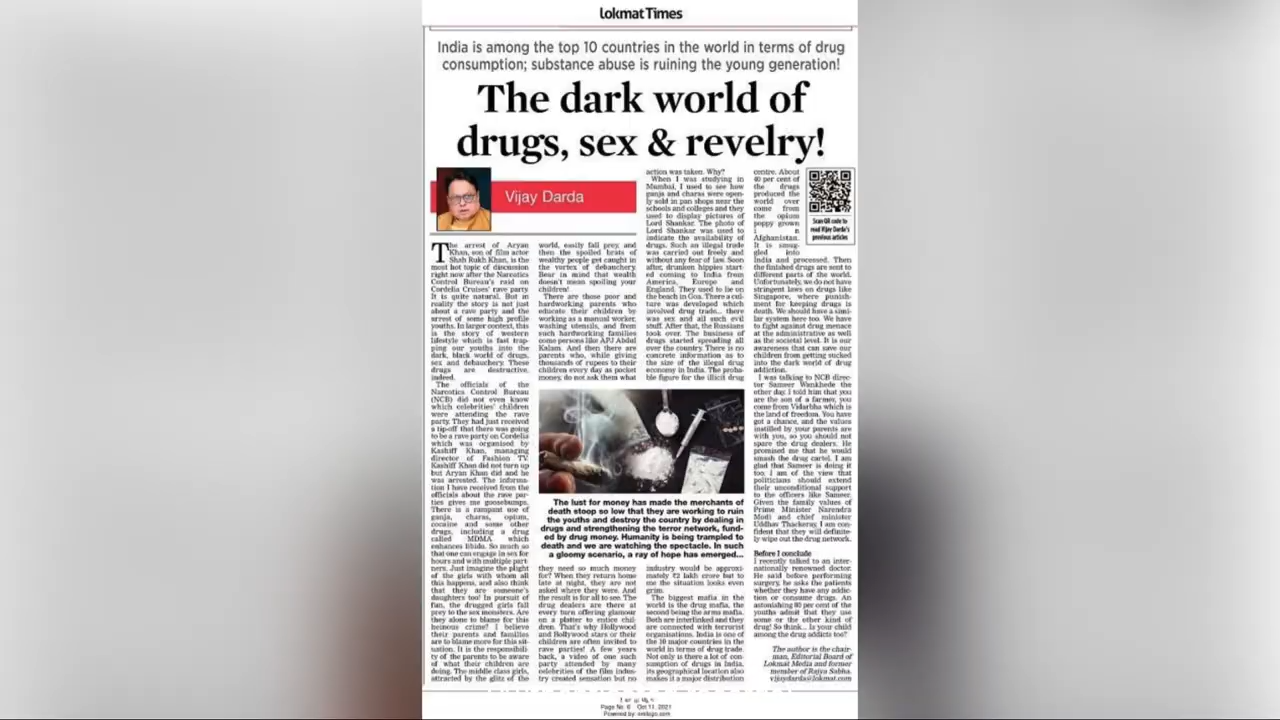 Lokmat Times
India is among the top 10 countries in the world in terms of drug
consumption; substance abuse is ruining the young generation!
The dark world of
drugs, sex & revelry!
Vijay Darda
The arrest of Aryan
Khan, son of film actor
Shah Rukh Khan, is the
most hot topic of discussion
right now after the Narcotics
Control Bureau's raid on
Cordelia Cruises' rave party.
It is quite natural. But in
reality the story is not just
about a rave party and the
arrest of some high profile
youths. In larger context, this
is the story of western
lifestyle which is fast trap-
ping our youths into the
dark, black world of drugs,
sex and debauchery. These
drugs are destructive,
indeed.
The officials of the
Narcotics Control Bureau
(NCB) did not even know
which celebrities' children
were attending the rave
party. They had just received
a tip-off that there was going
to be a rave party on Cordelia
which was organised by
Kashiff Khan, managing
director of Fashion TV.
Kashiff Khan did not turn up
but Aryan Khan did and he
was arrested. The informa-
tion I have received from the
officials about the rave par-
ties gives me goosebumps.
There is a rampant use of
ganja, charas, opium,
cocaine and some other
drugs, including a drug
called MDMA which
enhances libido. So much so
that one can engage in sex for
hours and with multiple part-
ners. Just imagine the plight
of the girls with whom all
this happens, and also think
that they are someone's
daughters too! In pursuit of
fun, the drugged girls fall
prey to the sex monsters. Are
they alone to blame for this
heinous crime? I believe
their parents and families
are to blame more for this sit-
uation. It is the responsibili-
ty of the parents to be aware
of what their children are
doing. The middle class girls,
attracted by the glitz of the
world, easily fall prey, and
then the spoiled brats of
wealthy people get caught in
the vortex of debauchery.
Bear in mind that wealth
doesn't mean spoiling your
children!
There are those poor and
hardworking parents who
educate their children by
working as a manual worker,
washing utensils, and from
such hardworking families
come persons like APJ Abdul
Kalam. And then there are
parents who, while giving
thousands of rupees to their
children every day as pocket
money, do not ask them what
The lust for money has made the merchants of
death stoop so low that they are working to ruin
the youths and destroy the country by dealing in
drugs and strengthening the terror network, fund-
ed by drug money. Humanity is being trampled to
death and we are watching the spectacle. In such
a gloomy scenario, a ray of hope has emerged...
they need so much money
for? When they return home
late at night, they are not
asked where they were. And
the result is for all to see. The
drug dealers are there at
every turn offering glamour
on a platter to entice chil-
dren. That's why Hollywood
and Bollywood stars or their
children are often invited to
rave parties! A few years
back, a video of one such
party attended by many
celebrities of the film indus-
try created sensation but no
action was taken. Why?
When I was studying in
Mumbai, I used to see how
ganja and charas were open-
ly sold in pan shops near the
schools and colleges and they
used to display pictures of
Lord Shankar. The photo of
Lord Shankar was used to
indicate the availability of
drugs. Such an illegal trade
was carried out freely and
without any fear of law. Soon
after, drunken hippies start-
ed coming to India from
America, Europe and
England. They used to lie on
the beach in Goa. There a cul-
ture was developed which
involved drug trade... there
was sex and all such evil
stuff. After that, the Russians
took over. The business of
drugs started spreading all
over the country. There is no
concrete information as to
the size of the illegal drug
economy in India. The proba-
ble figure for the illicit drug
industry would be approxi-
mately ₹2 lakh crore but to
me the situation looks even
grim.
The biggest mafia in the
world is the drug mafia, the
second being the arms mafia.
Both are interlinked and they
are connected with terrorist
organisations. India is one of
the 10 major countries in the
world in terms of drug trade.
Not only is there a lot of con-
sumption of drugs in India,
its geographical location also
makes it a major distribution
centre. About
40 per cent of
the drugs
produced the
world over
come from
the opium
poppy grown
in
Afghanistan.
It is smug-
gled into
India and processed. Then
the finished drugs are sent to
different parts of the world.
Unfortunately, we do not have
stringent laws on drugs like
Singapore, where punish-
ment for keeping drugs is
death. We should have a simi-
lar system here too. We have
to fight against drug menace
at the administrative as well
as the societal level. It is our
awareness that can save our
children from getting sucked
into the dark world of drug
addiction.
I was talking to NCB direc-
tor Sameer Wankhede the
other day. I told him that you
are the son of a farmer, you
come from Vidarbha which is
the land of freedom. You have
got a chance, and the values
instilled by your parents are
with you, so you should not
spare the drug dealers. He
promised me that he would
smash the drug cartel. I am
glad that Sameer is doing it
too. I am of the view that
politicians should extend
their unconditional support
to the officers like Sameer.
Given the family values of
Prime Minister Narendra
Modi and chief minister
Uddhav Thackeray, I am con-
fident that they will definite-
ly wipe out the drug network.
Before I conclude
I recently talked to an inter-
nationally renowned doctor.
He said before performing
surgery, he asks the patients
whether they have any addic-
tion or consume drugs. An
astonishing 80 per cent of the
youths admit that they use
some or the other kind of
drug! So think... Is your child
among the drug addicts too?
The author is the chair-
man, Editorial Board of
Lokmat Media and former
member of Rajya Sabha.
vijaydarda@lokmat.com
Scan QR code to
read Vijay Darda's
previous articles
Page No. 6 Oct 11, 2021
Powered by: erelego.com